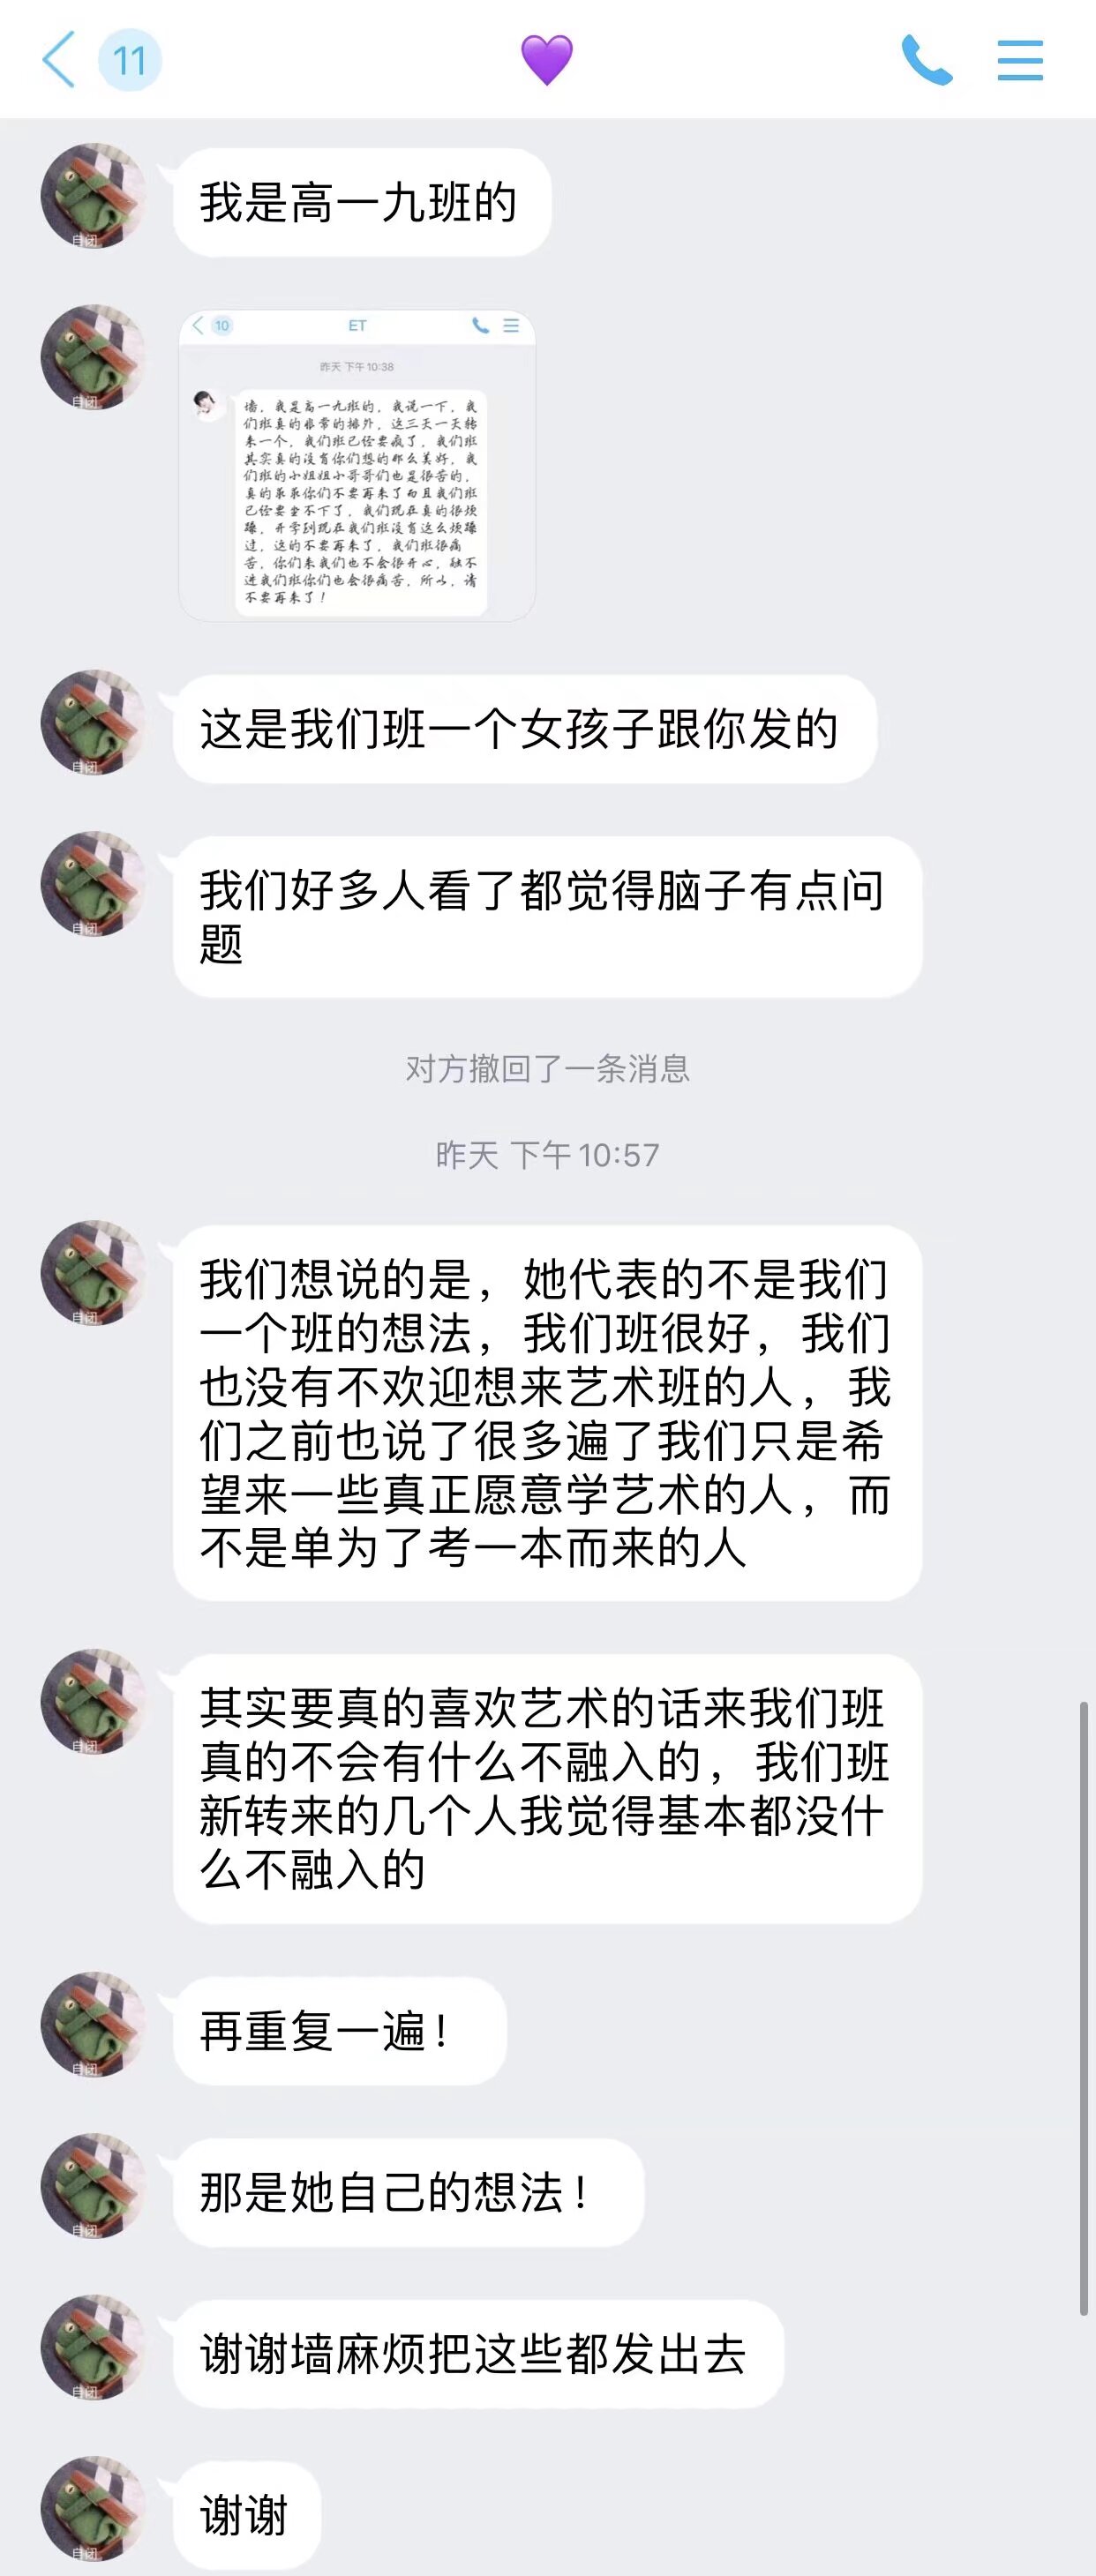 11
💜
我是高一九班的
10
ET
昨天 下午10:38
墙，我是高一九班的，我说一下，我
们班真的非常的排外，这三天一天转
来一个，我们班已经要疯了，我们班
其实真的没有你们想的那么美好，我
们班的小姐姐小哥哥们也是很苦的，
真的求求你们不要再来了而且我们班
已经要坐不下了，我们现在真的很烦
躁，开学到现在我们班没有这么烦躁
过，这的不要再来了，我们班很痛
苦，你们来我们也不会很开心，融不
进我们班你们也会很痛苦，所以，请
不要再来了！
这是我们班一个女孩子跟你发的
我们好多人看了都觉得脑子有点问
题
对方撤回了一条消息
昨天 下午10:57
我们想说的是，她代表的不是我们
一个班的想法，我们班很好，我们
也没有不欢迎想来艺术班的人，我
们之前也说了很多遍了我们只是希
望来一些真正愿意学艺术的人，而
不是单为了考一本而来的人
其实要真的喜欢艺术的话来我们班
真的不会有什么不融入的，我们班
新转来的几个人我觉得基本都没什
么不融入的
再重复一遍！
那是她自己的想法！
谢谢墙麻烦把这些都发出去
谢谢
自闭